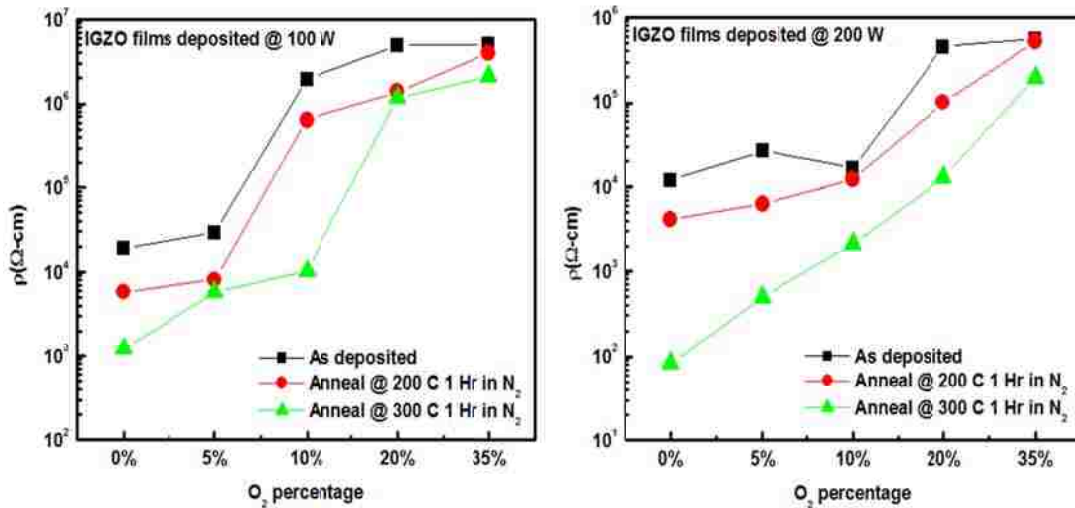 IGZO films deposited @ 100 W
10⁷
10⁶
10⁵
10⁴
10³
10²
ρ(Ω-cm)
As deposited
Anneal @ 200 C 1 Hr in N₂
Anneal @ 300 C 1 Hr in N₂
0% 5% 10% 20% 35%
O₂ percentage
IGZO films deposited @ 200 W
10⁶
10⁵
10⁴
10³
10²
10¹
ρ(Ω-cm)
As deposited
Anneal @ 200 C 1 Hr in N₂
Anneal @ 300 C 1 Hr in N₂
0% 5% 10% 20% 35%
O₂ percentage